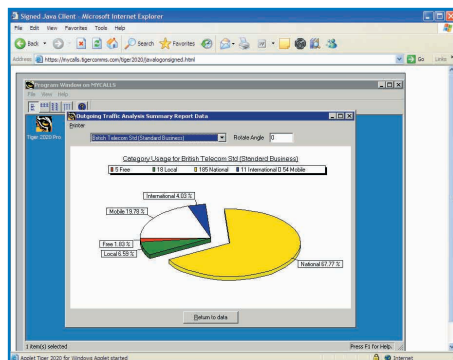 Signed Java Client - Microsoft Internet Explorer
File Edit View Favorites Tools Help
Back Search Favorites
Address https://mycalls.tigercomms.com/tiger2020/javalogonsigned.html Go Links
Program Window on MYCALLS
File View Help
Tiger 2020 Pro
Outgoing Traffic Analysis Summary Report Data
Printer
British Telecom Std (Standard Business) Rotate Angle 0
Category Usage for British Telecom Std (Standard Business)
5 Free 18 Local 185 National 11 International 54 Mobile
International 4.03 %
Mobile 19.78 %
Free 1.83 %
Local 6.59 %
National 67.77 %
Return to data
1 item(s) selected Press F1 for Help.
Applet Tiger 2020 for Windows Applet started Internet